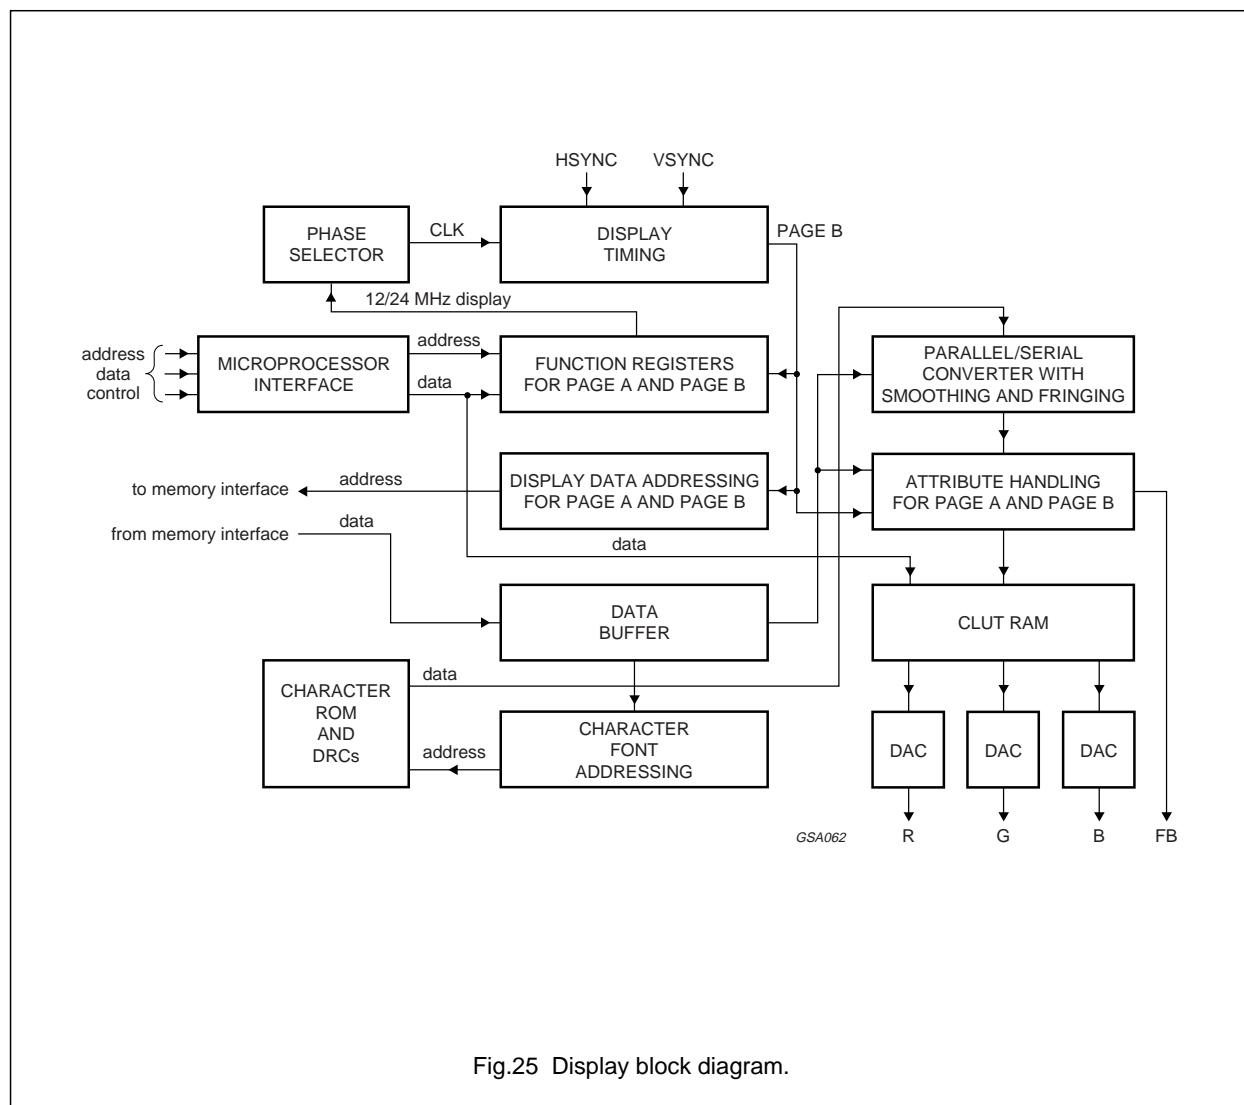 HSYNC VSYNC
PHASE
SELECTOR
CLK
DISPLAY
TIMING
PAGE B
12/24 MHz display
address
data
control
MICROPROCESSOR
INTERFACE
address
data
FUNCTION REGISTERS
FOR PAGE A AND PAGE B
PARALLEL/SERIAL
CONVERTER WITH
SMOOTHING AND FRINGING
to memory interface
address
DISPLAY DATA ADDRESSING
FOR PAGE A AND PAGE B
ATTRIBUTE HANDLING
FOR PAGE A AND PAGE B
from memory interface
data
data
DATA
BUFFER
CLUT RAM
CHARACTER
ROM
AND
DRCs
data
address
CHARACTER
FONT
ADDRESSING
DAC
DAC
DAC
GSA062
R
G
B
FB
Fig.25 Display block diagram.